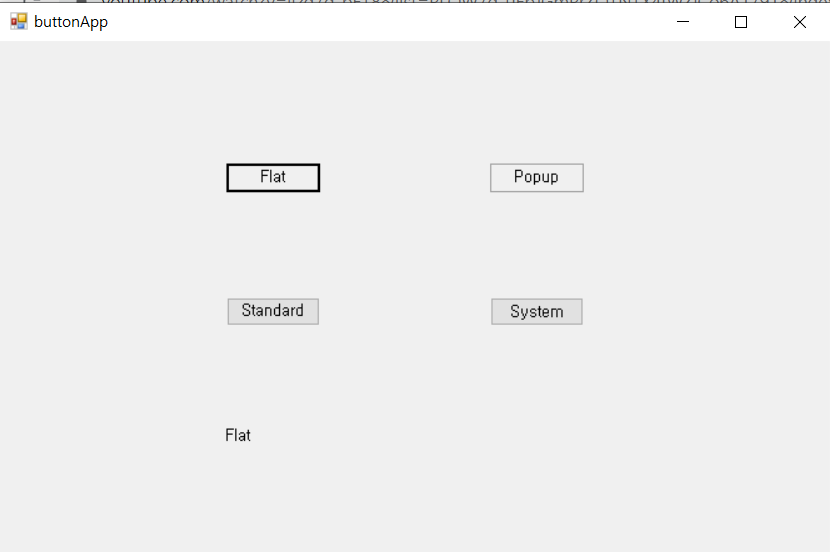 buttonApp
Flat
Popup
Standard
System
Flat